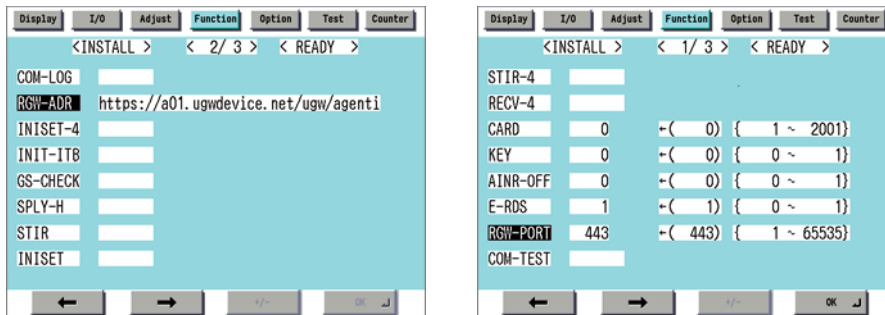 Display I/O Adjust Function Option Test Counter
<INSTALL > < 2/ 3 > < READY >
COM-LOG
RGW-ADR https://a01.ugwdevice.net/ugw/agenti
INISET-4
INIT-ITB
GS-CHECK
SPLY-H
STIR
INISET
← → +/- OK ↵
Display I/O Adjust Function Option Test Counter
<INSTALL > < 1/ 3 > < READY >
STIR-4
RECV-4
CARD 0 ←( 0) { 1 ~ 2001}
KEY 0 ←( 0) { 0 ~ 1}
AINR-OFF 0 ←( 0) { 0 ~ 1}
E-RDS 1 ←( 1) { 0 ~ 1}
RGW-PORT 443 ←( 443) { 1 ~ 65535}
COM-TEST
← → +/- OK ↵